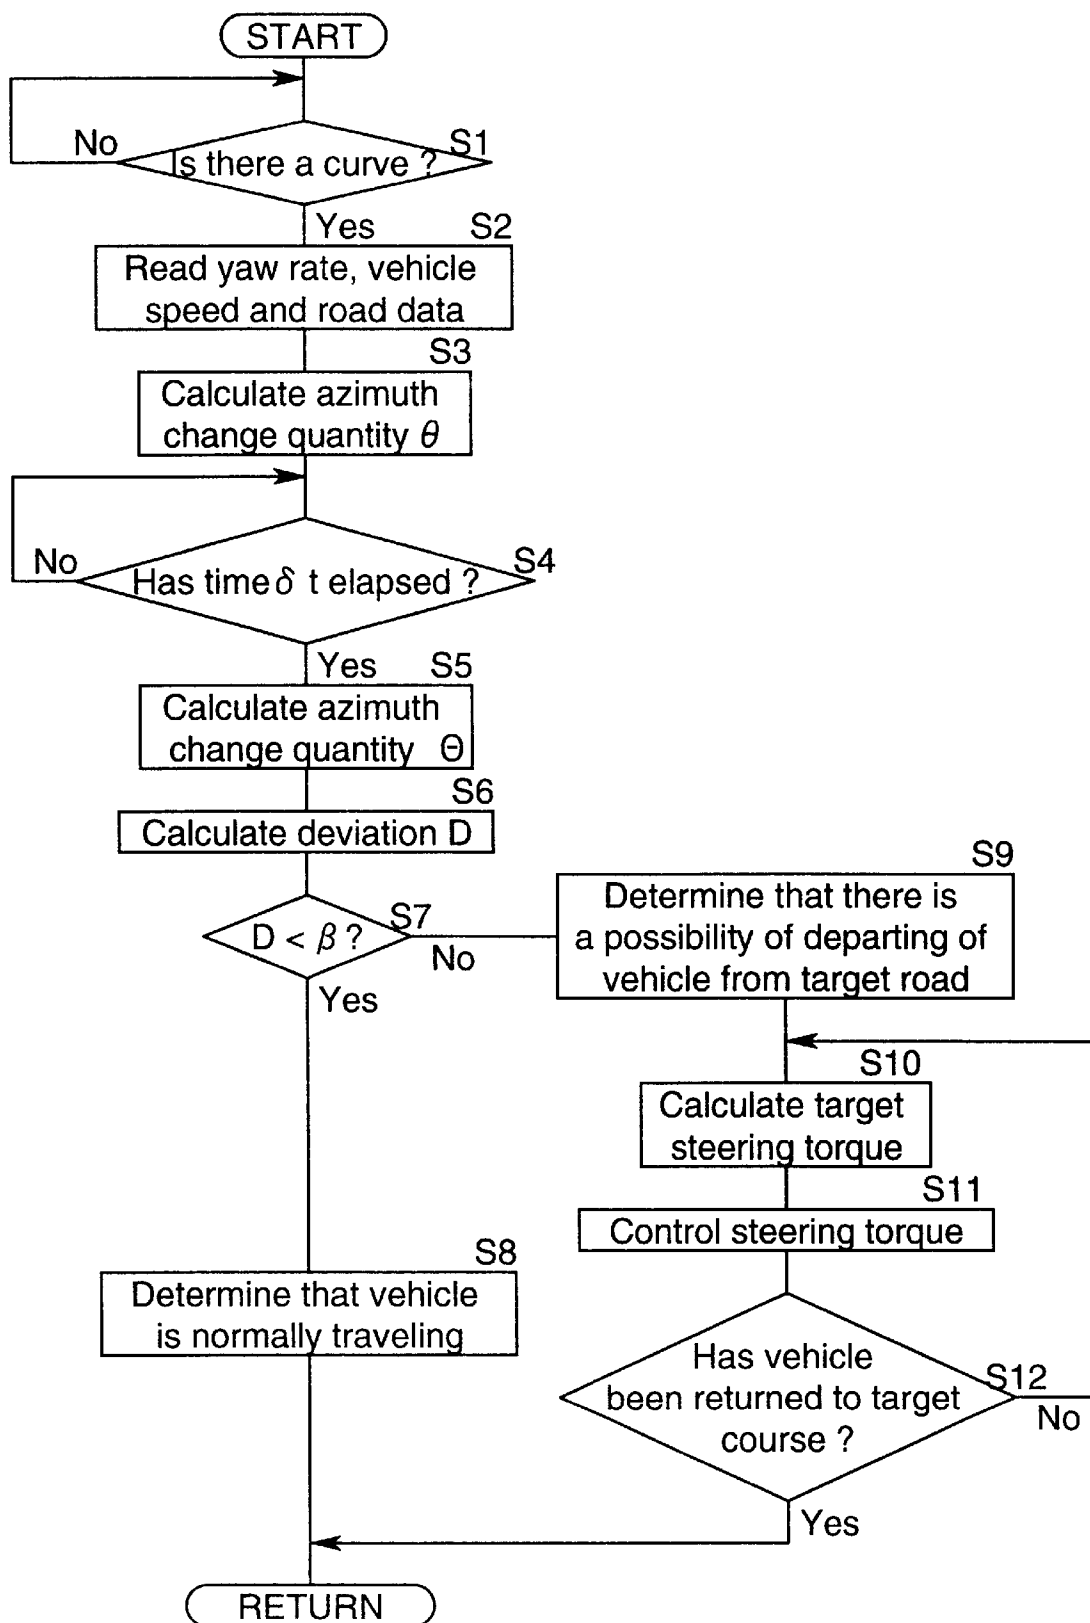 START
No
S1
Is there a curve ?
Yes
S2
Read yaw rate, vehicle
speed and road data
S3
Calculate azimuth
change quantity θ
No
S4
Has time δ t elapsed ?
Yes
S5
Calculate azimuth
change quantity Θ
S6
Calculate deviation D
S7
D < β ?
No
Yes
S9
Determine that there is
a possibility of departing of
vehicle from target road
S10
Calculate target
steering torque
S11
Control steering torque
S8
Determine that vehicle
is normally traveling
Has vehicle
S12
been returned to target
course ?
No
Yes
RETURN